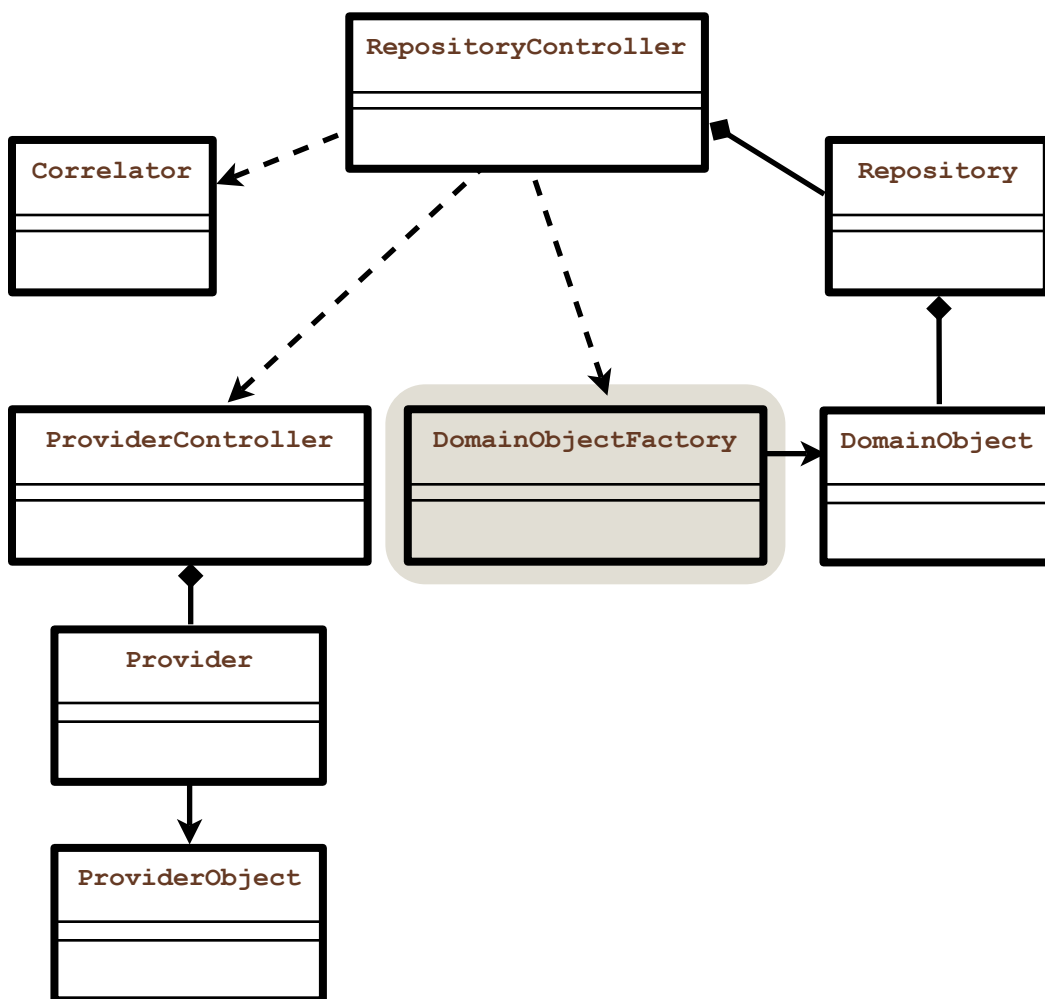 RepositoryController
Correlator
Repository
ProviderController
DomainObjectFactory
DomainObject
Provider
ProviderObject